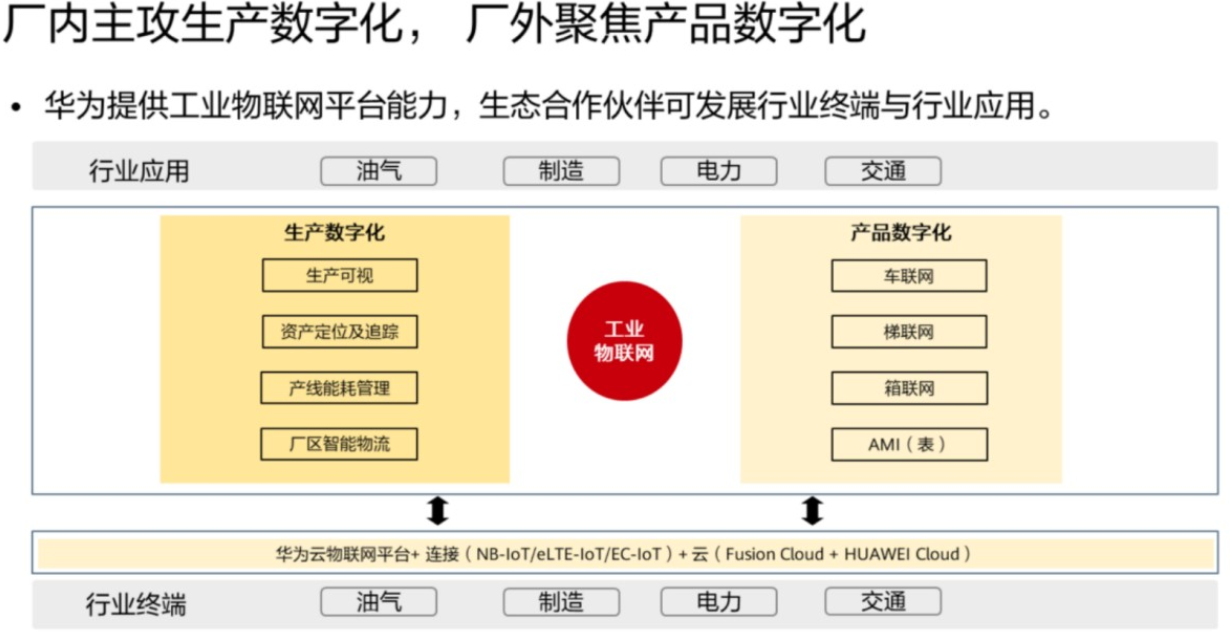 厂内主攻生产数字化， 厂外聚焦产品数字化
• 华为提供工业物联网平台能力，生态合作伙伴可发展行业终端与行业应用。
行业应用 油气 制造 电力 交通
生产数字化
生产可视
资产定位及追踪
产线能耗管理
厂区智能物流
工业
物联网
产品数字化
车联网
梯联网
箱联网
AMI（表）
华为云物联网平台+ 连接（NB-IoT/eLTE-IoT/EC-IoT）+ 云（Fusion Cloud + HUAWEI Cloud）
行业终端 油气 制造 电力 交通